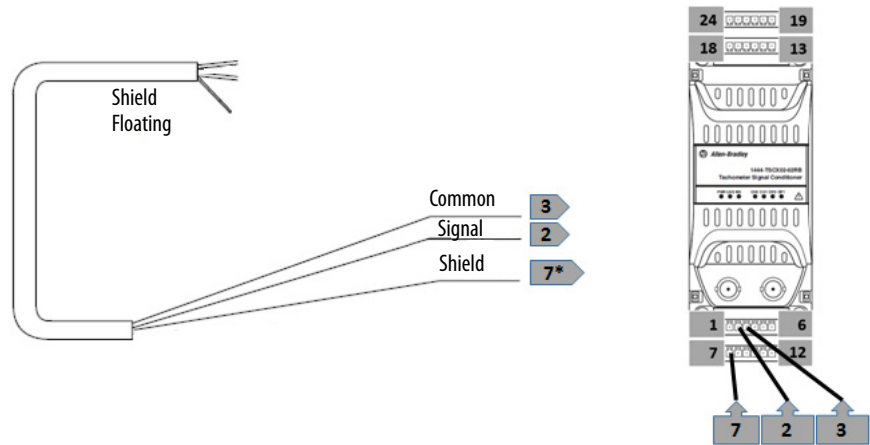 Shield
Floating
Common 3
Signal 2
Shield 7*
24 19
18 13
Allen-Bradley
1444-TSCX02-02RB
Tachometer Signal Conditioner
1 6
7 12
7 2 3